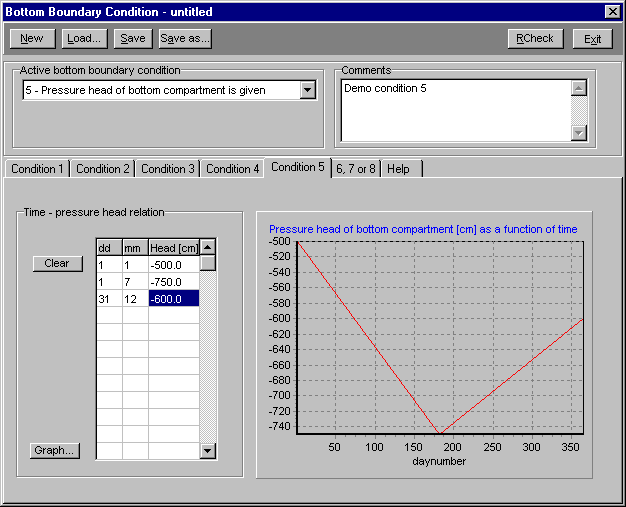 Bottom Boundary Condition - untitled
New Load... Save Save as... RCheck Exit
Active bottom boundary condition
5 - Pressure head of bottom compartment is given
Comments
Demo condition 5
Condition 1 Condition 2 Condition 3 Condition 4 Condition 5 6, 7 or 8 Help
Time - pressure head relation
Clear
dd mm Head [cm]
1 1 -500.0
1 7 -750.0
31 12 -600.0
Graph...
Pressure head of bottom compartment [cm] as a function of time
-500
-520
-540
-560
-580
-600
-620
-640
-660
-680
-700
-720
-740
50 100 150 200 250 300 350
daynumber